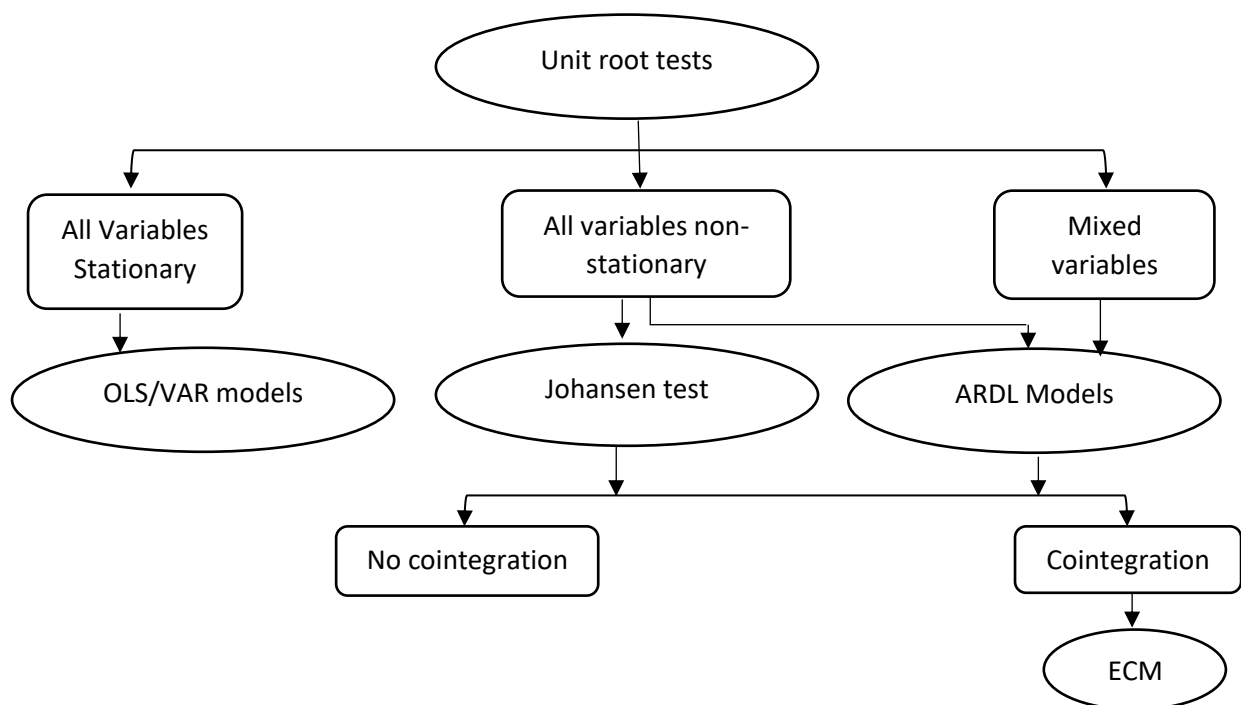 Unit root tests
All Variables
Stationary
All variables non-
stationary
Mixed
variables
OLS/VAR models
Johansen test
ARDL Models
No cointegration
Cointegration
ECM